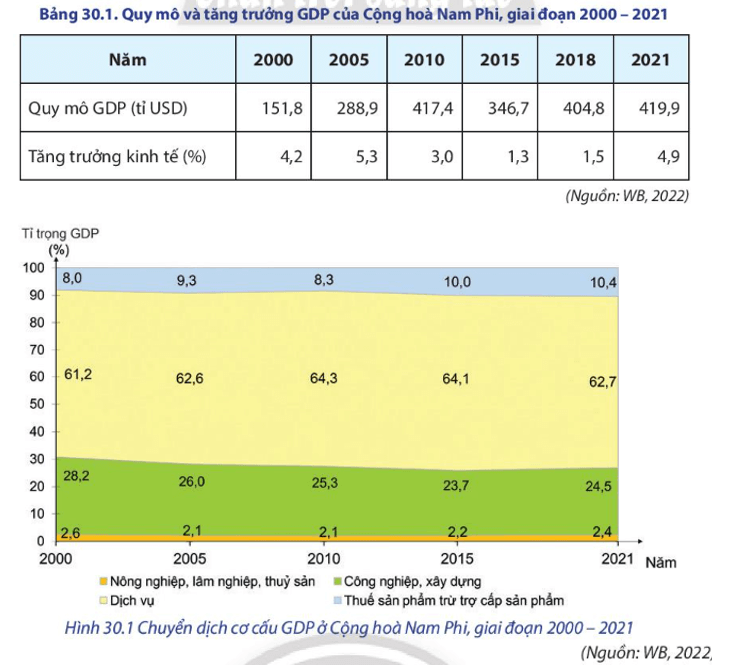 Bảng 30.1. Quy mô và tăng trưởng GDP của Cộng hoà Nam Phi, giai đoạn 2000 – 2021
Năm 2000 2005 2010 2015 2018 2021
Quy mô GDP (tỉ USD) 151,8 288,9 417,4 346,7 404,8 419,9
Tăng trưởng kinh tế (%) 4,2 5,3 3,0 1,3 1,5 4,9
(Nguồn: WB, 2022)
Tỉ trọng GDP
(%)
100
90
80
70
60
50
40
30
20
10
0
8,0 9,3 8,3 10,0 10,4
61,2 62,6 64,3 64,1 62,7
28,2 26,0 25,3 23,7 24,5
2,6 2,1 2,1 2,2 2,4
2000 2005 2010 2015 2021 Năm
Nông nghiệp, lâm nghiệp, thuỷ sản Công nghiệp, xây dựng
Dịch vụ Thuế sản phẩm trừ trợ cấp sản phẩm
Hình 30.1 Chuyển dịch cơ cấu GDP ở Cộng hoà Nam Phi, giai đoạn 2000 – 2021
(Nguồn: WB, 2022,